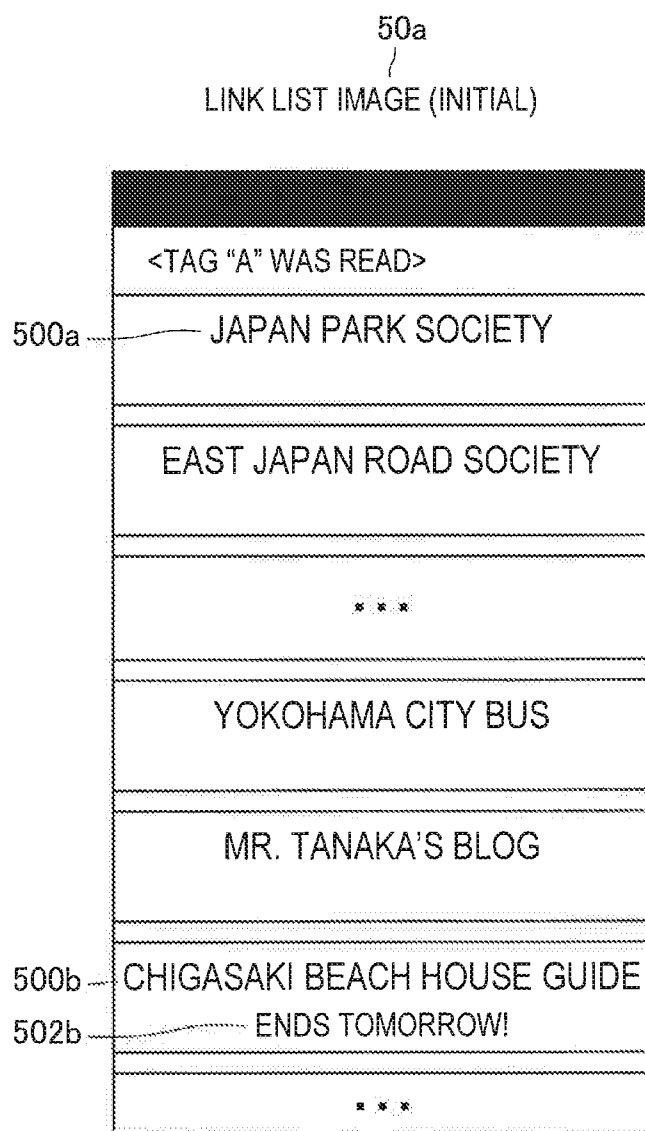 50a
LINK LIST IMAGE (INITIAL)
<TAG “A” WAS READ>
500a JAPAN PARK SOCIETY
EAST JAPAN ROAD SOCIETY
...
YOKOHAMA CITY BUS
MR. TANAKA’S BLOG
500b CHIGASAKI BEACH HOUSE GUIDE
502b ENDS TOMORROW!
...